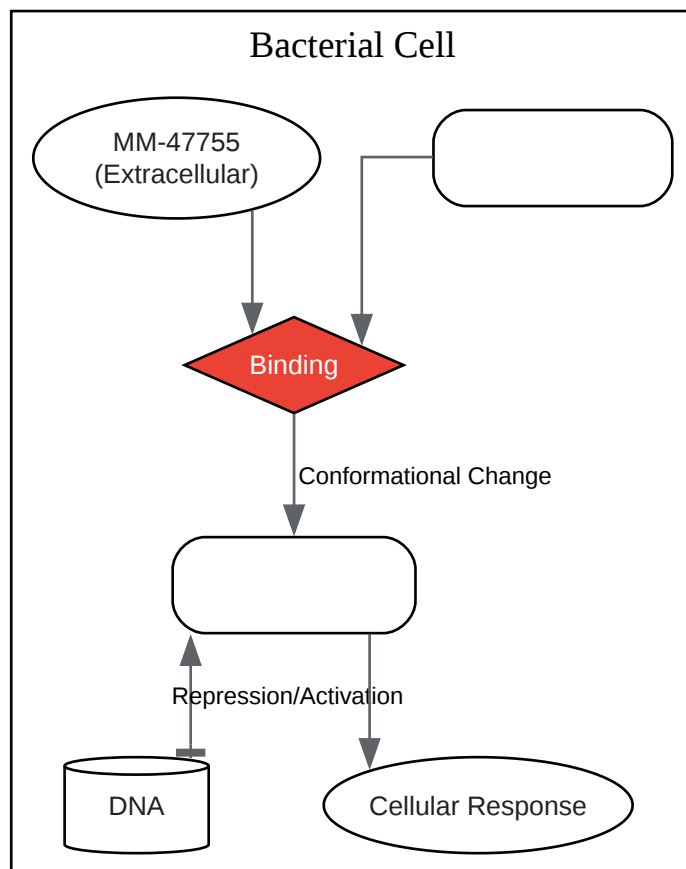 Bacterial Cell
MM-47755
(Extracellular)
Binding
Conformational Change
Repression/Activation
DNA
Cellular Response